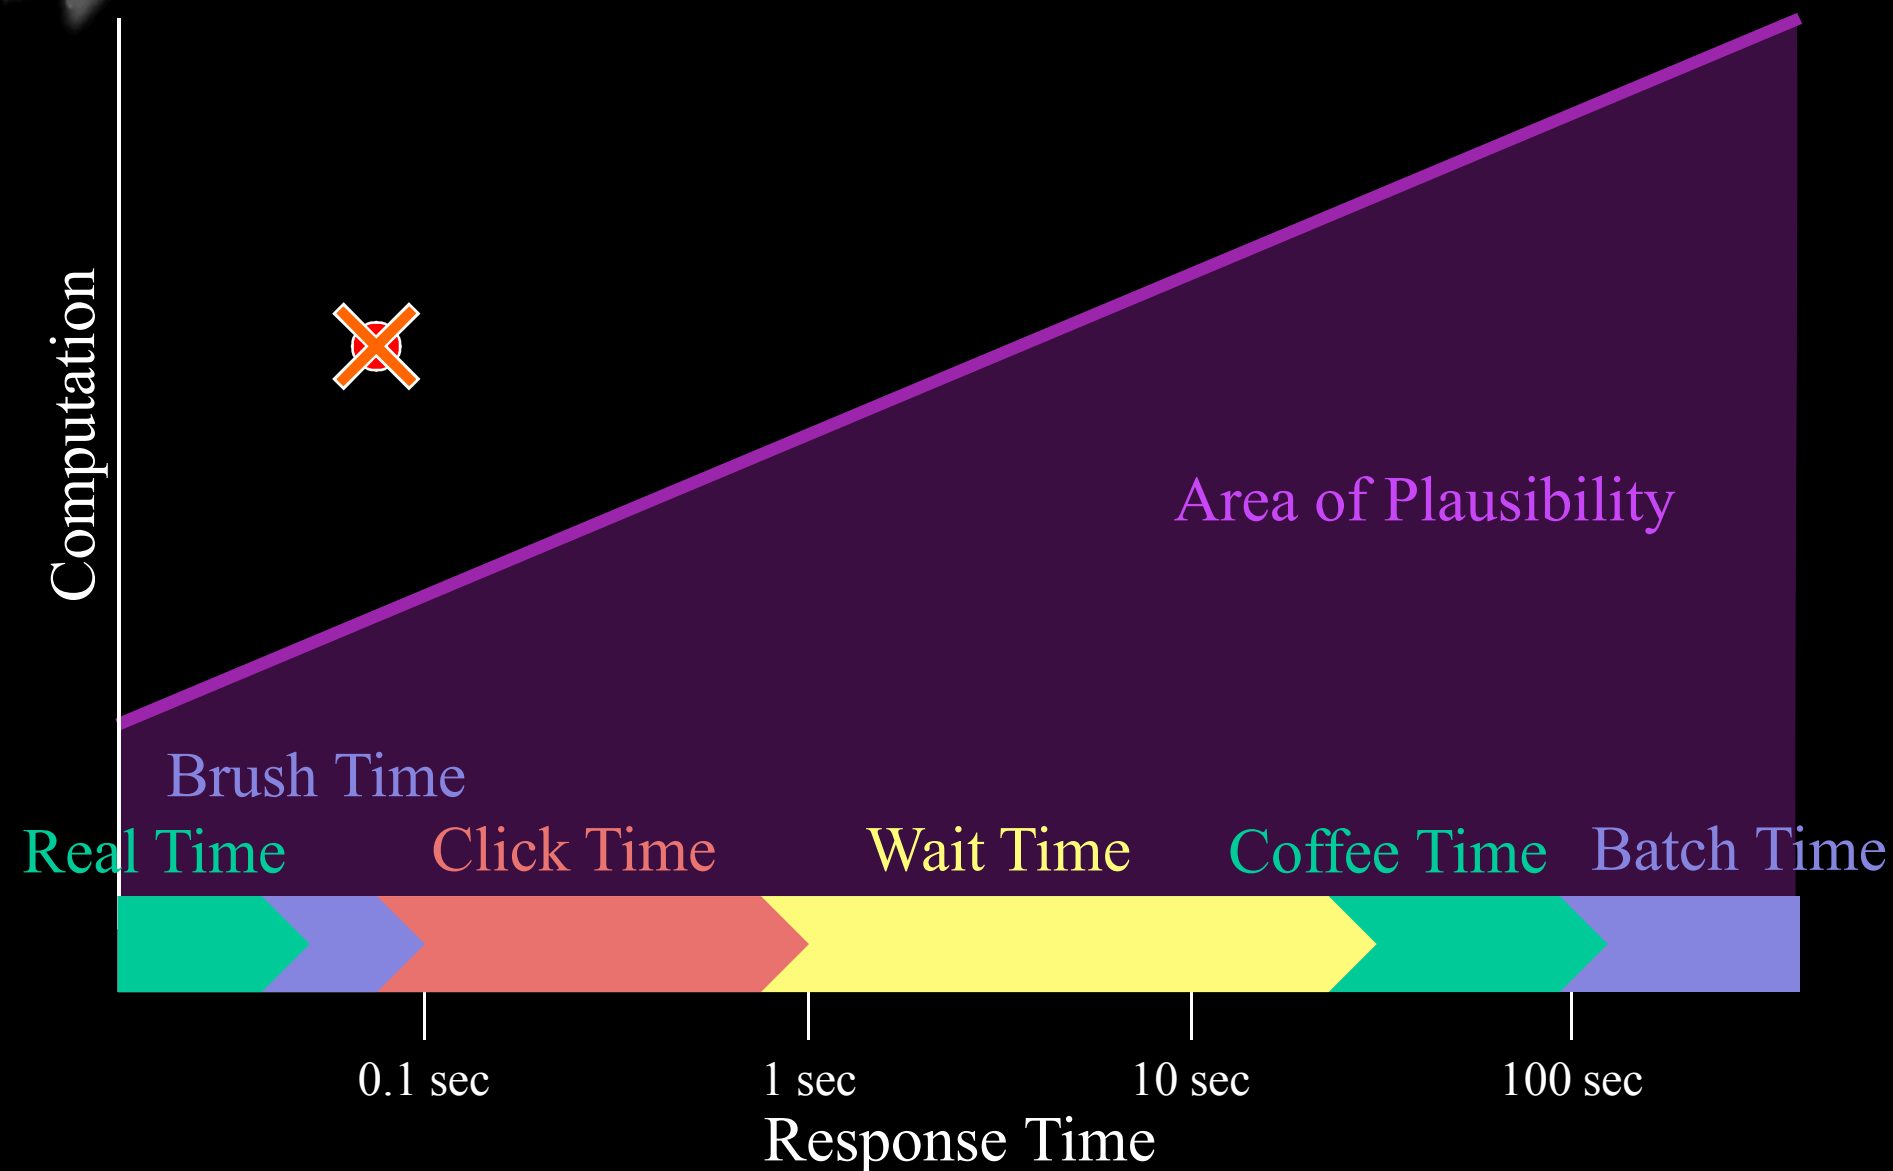 Computation
Area of Plausibility
Brush Time
Real Time
Click Time
Wait Time
Coffee Time
Batch Time
0.1 sec
1 sec
10 sec
100 sec
Response Time